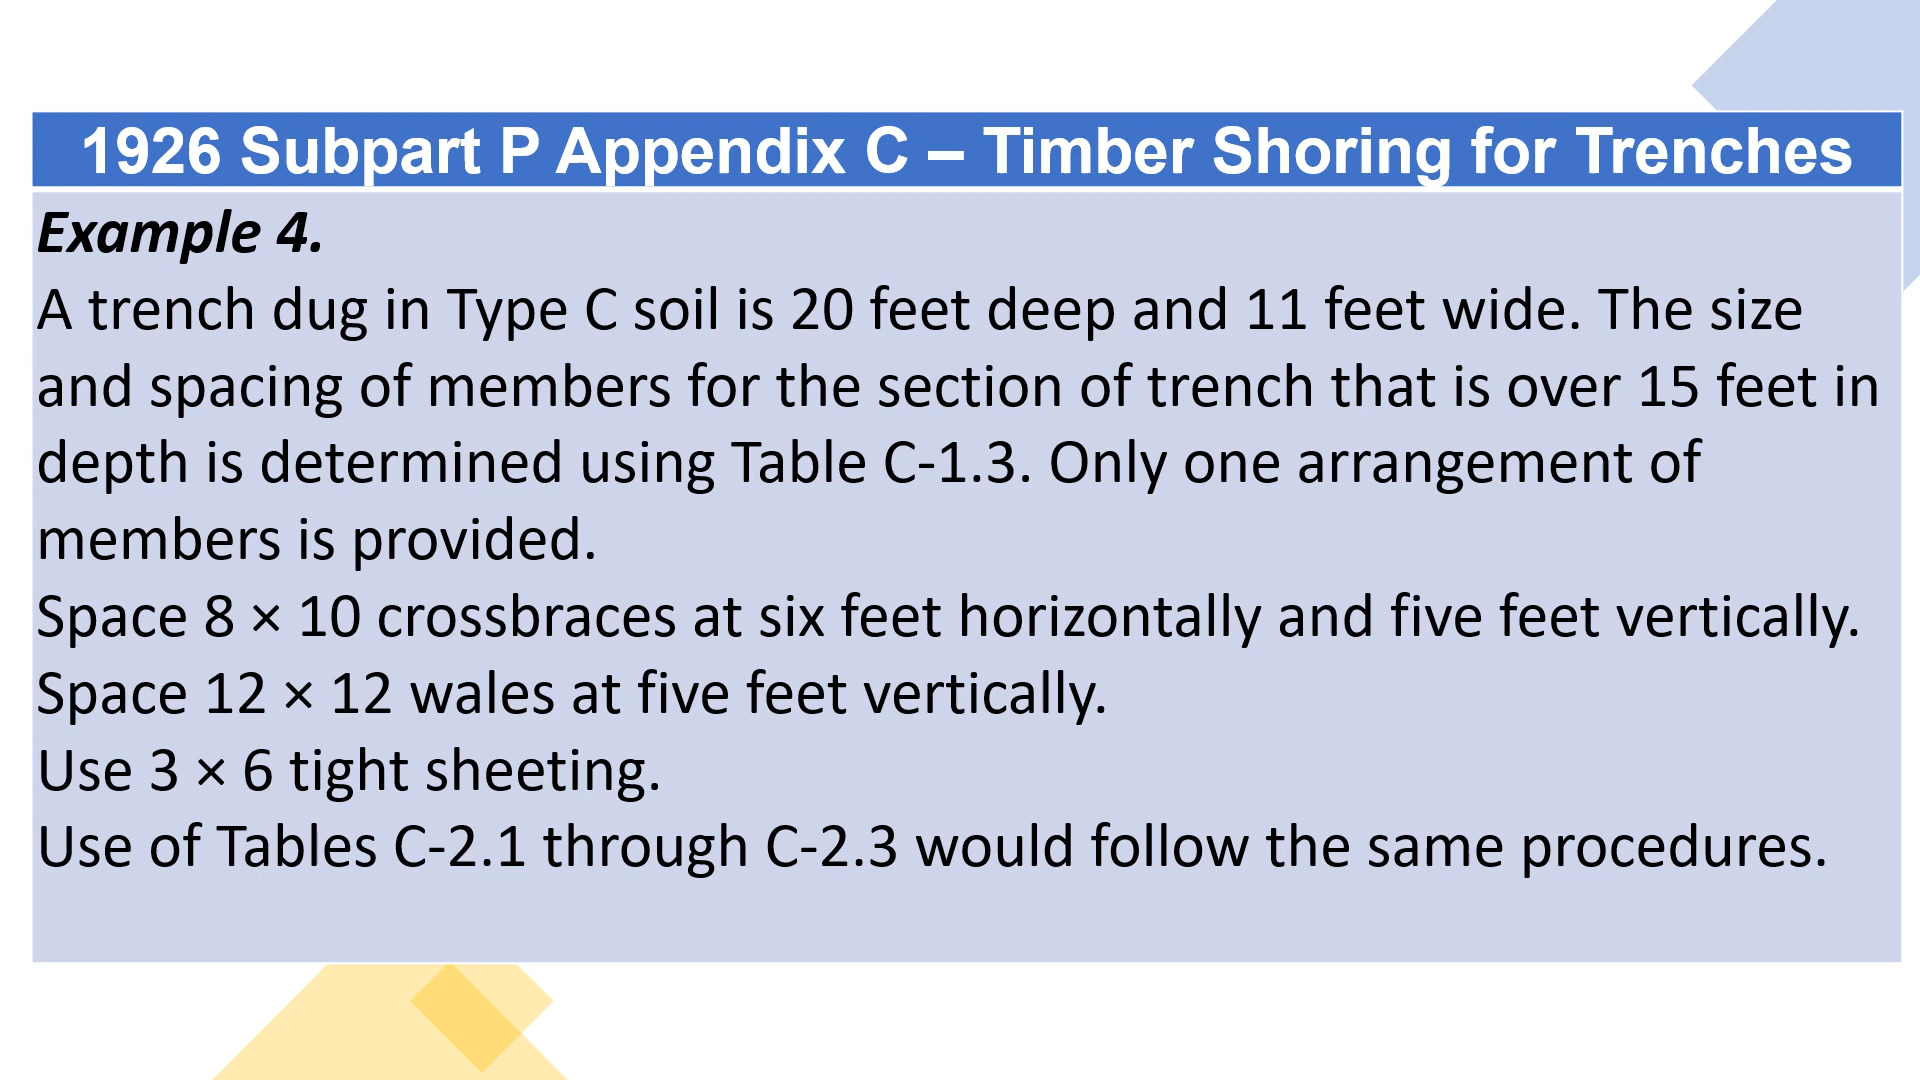 1926 Subpart P Appendix C – Timber Shoring for Trenches
Example 4.
A trench dug in Type C soil is 20 feet deep and 11 feet wide. The size
and spacing of members for the section of trench that is over 15 feet in
depth is determined using Table C-1.3. Only one arrangement of
members is provided.
Space 8 × 10 crossbraces at six feet horizontally and five feet vertically.
Space 12 × 12 wales at five feet vertically.
Use 3 × 6 tight sheeting.
Use of Tables C-2.1 through C-2.3 would follow the same procedures.